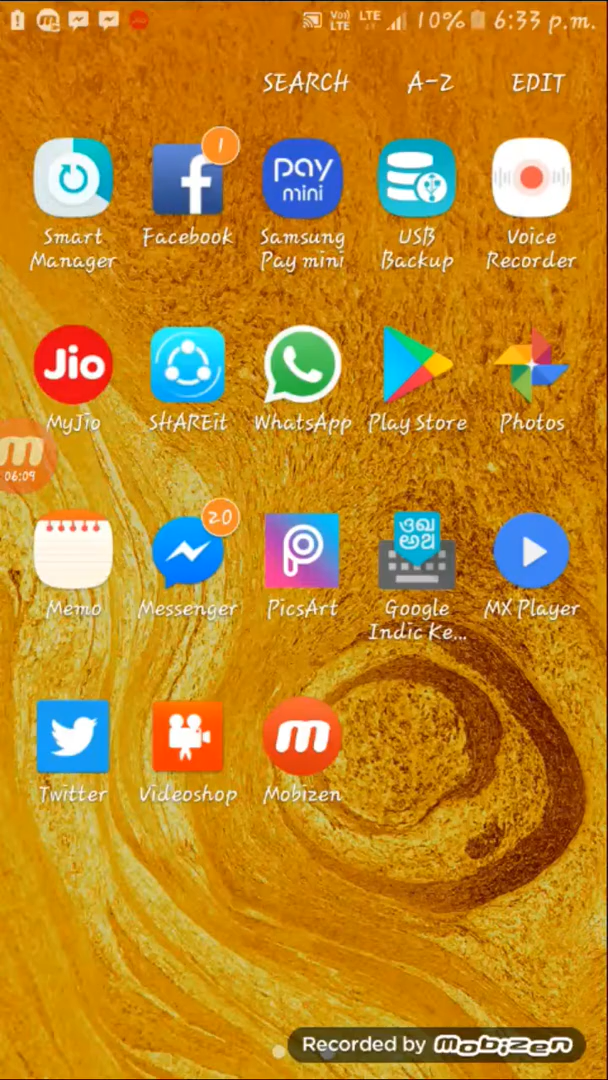 Vo) LTE LTE 10% 6:33 p.m.
SEARCH A-Z EDIT
1
pay mini
Smart Manager
Facebook
Samsung Pay mini
USB Backup
Voice Recorder
Jio
MyJio
SHAREit
WhatsApp
Play Store
Photos
m
06:09
20
ଓଖ
అథ
Memo
Messenger
PicsArt
Google Indic Ke...
MX Player
m
Twitter
Videoshop
Mobizen
Recorded by mobizen